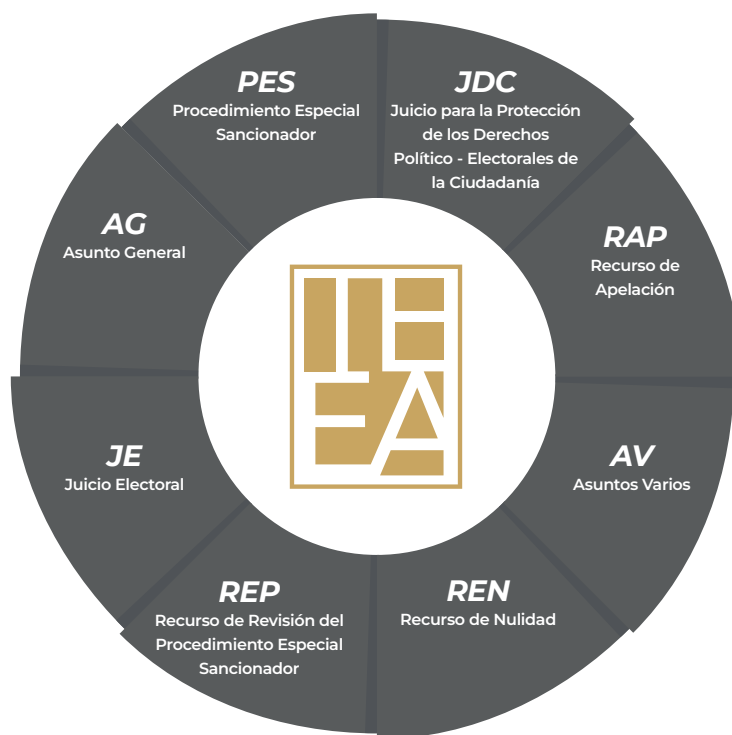 PES
Procedimiento Especial
Sancionador
JDC
Juicio para la Protección
de los Derechos
Político - Electorales de
la Ciudadanía
RAP
Recurso de
Apelación
AV
Asuntos Varios
REN
Recurso de Nulidad
REP
Recurso de Revisión del
Procedimiento Especial
Sancionador
JE
Juicio Electoral
AG
Asunto General
TEEA